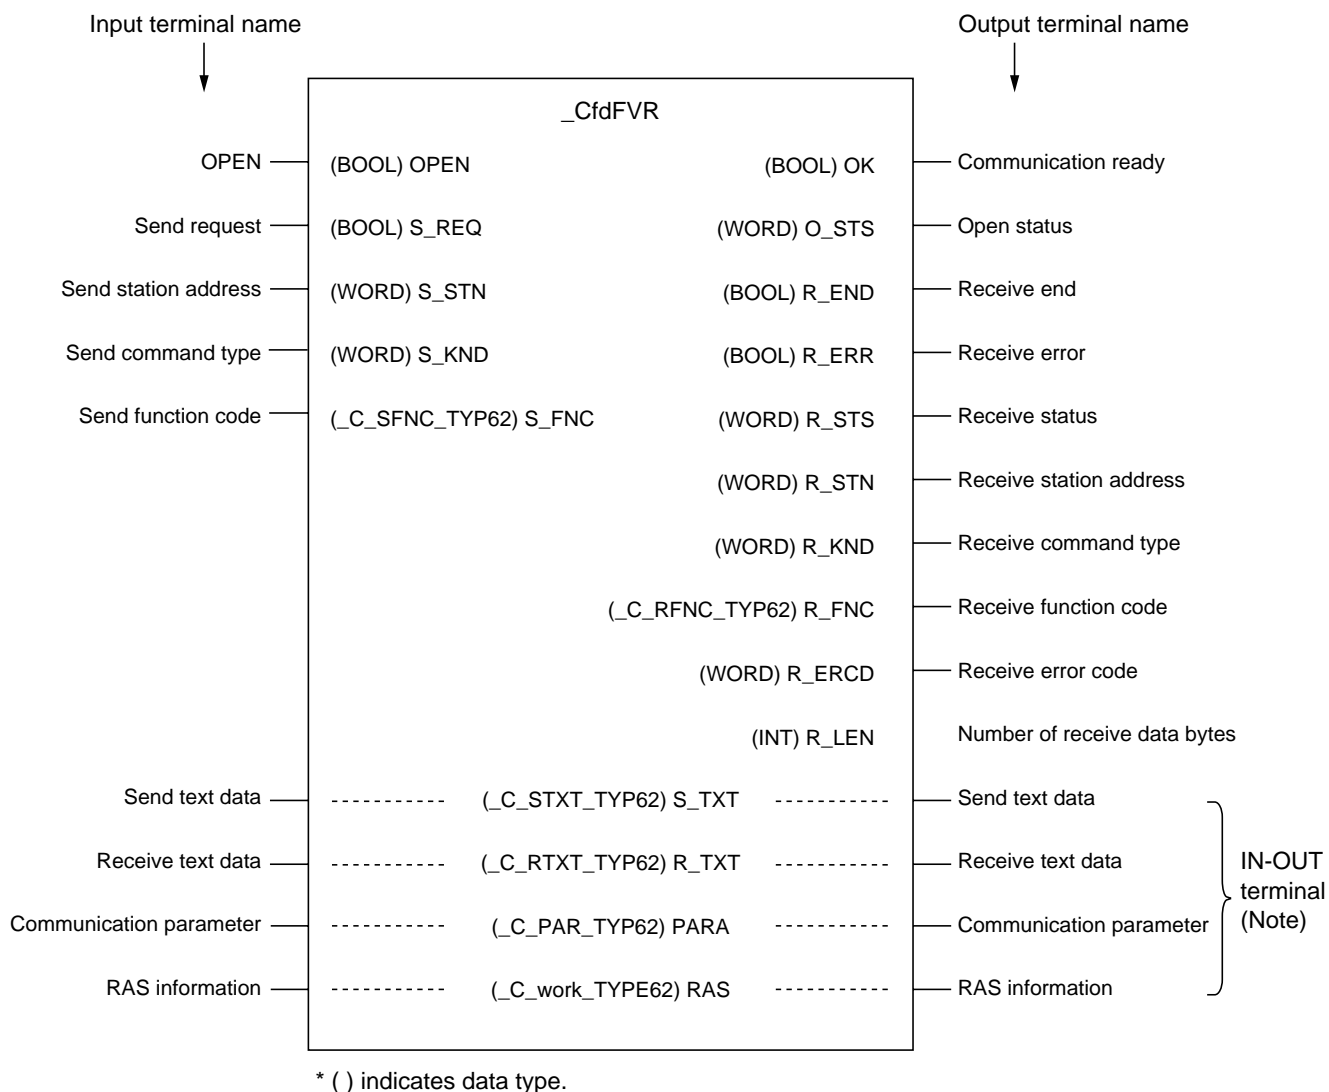 Input terminal name
Output terminal name
_CfdFVR
OPEN (BOOL) OPEN (BOOL) OK Communication ready
Send request (BOOL) S_REQ (WORD) O_STS Open status
Send station address (WORD) S_STN (BOOL) R_END Receive end
Send command type (WORD) S_KND (BOOL) R_ERR Receive error
Send function code (_C_SFNC_TYP62) S_FNC (WORD) R_STS Receive status
(WORD) R_STN Receive station address
(WORD) R_KND Receive command type
(_C_RFNC_TYP62) R_FNC Receive function code
(WORD) R_ERCD Receive error code
(INT) R_LEN Number of receive data bytes
Send text data (_C_STXT_TYP62) S_TXT Send text data
Receive text data (_C_RTXT_TYP62) R_TXT Receive text data
Communication parameter (_C_PAR_TYP62) PARA Communication parameter
RAS information (_C_work_TYPE62) RAS RAS information
IN-OUT
terminal
(Note)
* ( ) indicates data type.